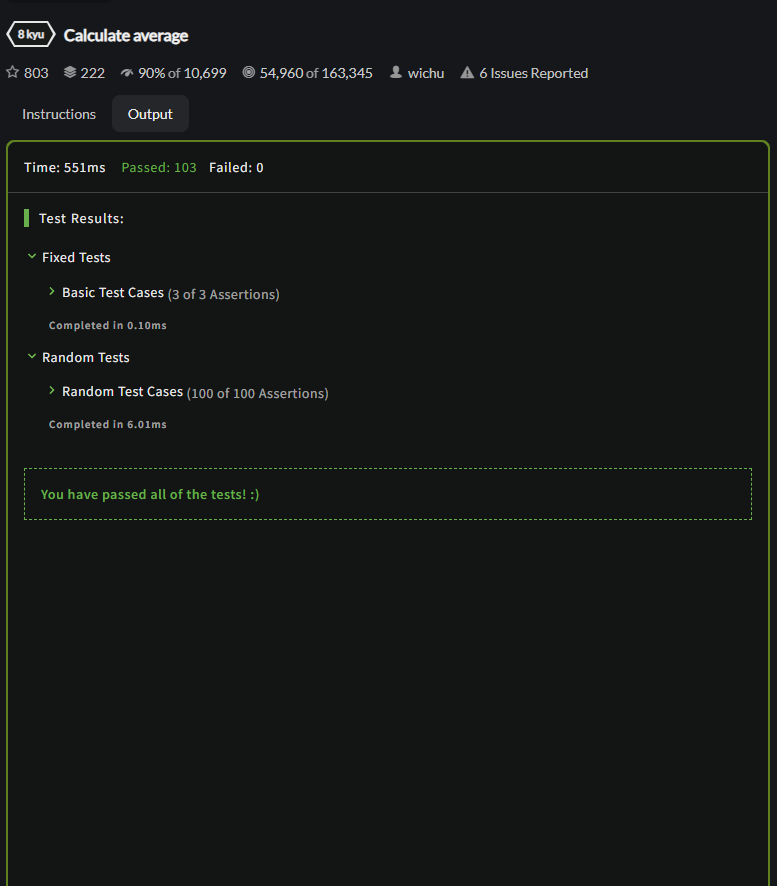 8 kyu Calculate average
803 222 90% of 10,699 54,960 of 163,345 wichu 6 Issues Reported
Instructions Output
Time: 551ms Passed: 103 Failed: 0
Test Results:
Fixed Tests
Basic Test Cases (3 of 3 Assertions)
Completed in 0.10ms
Random Tests
Random Test Cases (100 of 100 Assertions)
Completed in 6.01ms
You have passed all of the tests! :)